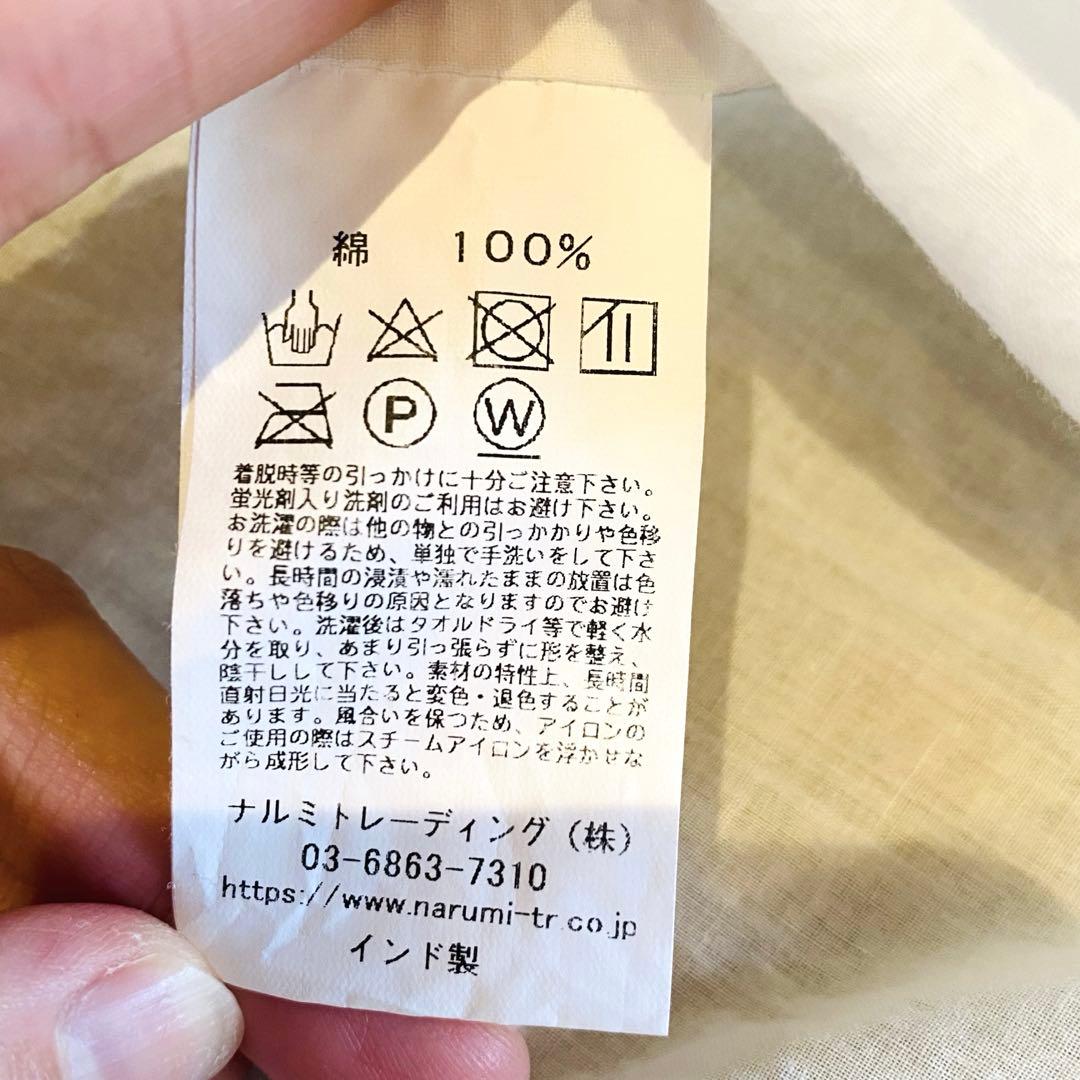 綿 100%
P W
着脱時等の引っかけに十分ご注意下さい。
蛍光剤入り洗剤のご利用はお避け下さい。
お洗濯の際は他の物との引っかかりや色移
りを避けるため、単独で手洗いをして下さ
い。長時間の浸漬や濡れたままの放置は色
落ちや色移りの原因となりますのでお避け
下さい。洗濯後はタオルドライ等で軽く水
分を取り、あまり引っ張らずに形を整え、
陰干しして下さい。素材の特性上、長時間
直射日光に当たると変色・退色することが
あります。風合いを保つため、アイロンの
ご使用の際はスチームアイロンを浮かせな
がら成形して下さい。
ナルミトレーディング(株)
03-6863-7310
https://www.narumi-tr.co.jp
インド製